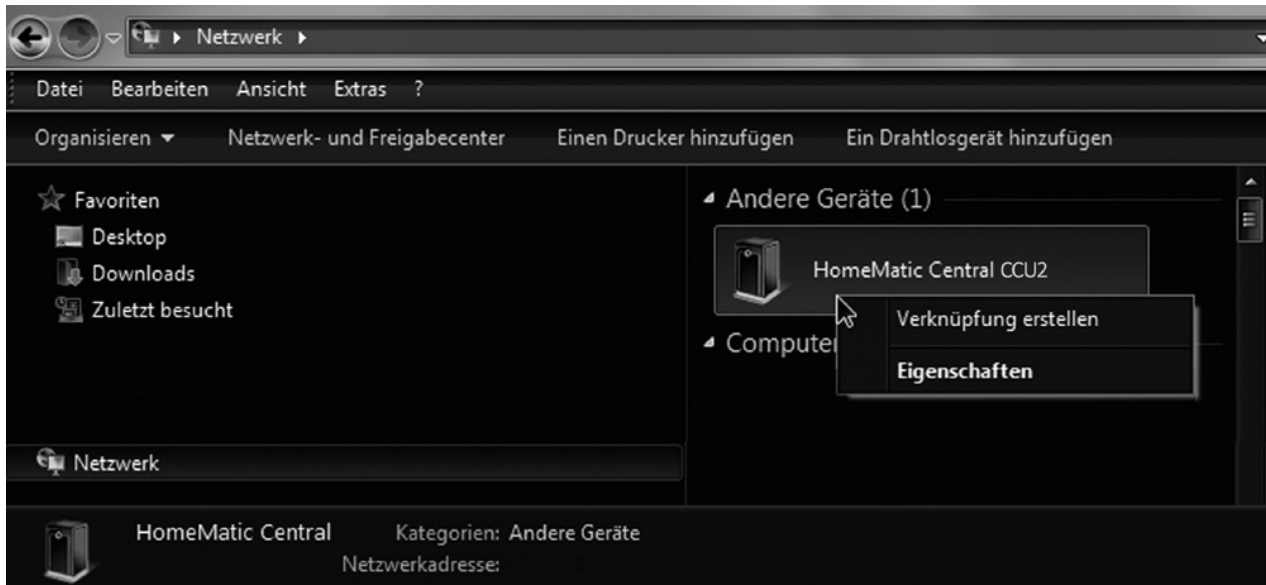 Netzwerk
Datei Bearbeiten Ansicht Extras ?
Organisieren Netzwerk- und Freigabecenter Einen Drucker hinzufügen Ein Drahtlosgerät hinzufügen
Favoriten
Desktop
Downloads
Zuletzt besucht
Netzwerk
Andere Geräte (1)
HomeMatic Central CCU2
Verknüpfung erstellen
Eigenschaften
HomeMatic Central Kategorien: Andere Geräte
Netzwerkadresse: